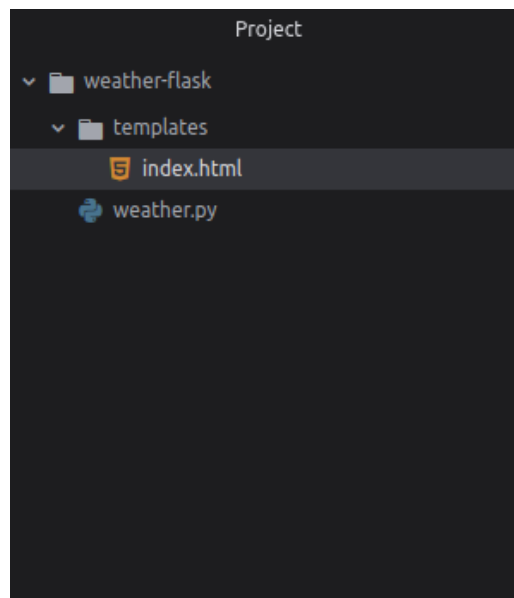 Project
weather-flask
templates
index.html
weather.py